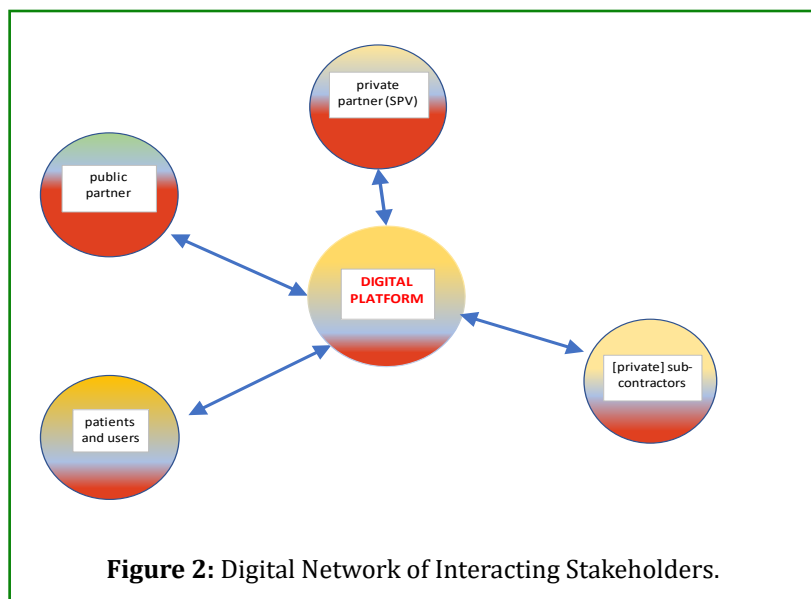 private
partner (SPV)
public
partner
DIGITAL
PLATFORM
[private] sub-
contractors
patients
and users
Figure 2: Digital Network of Interacting Stakeholders.